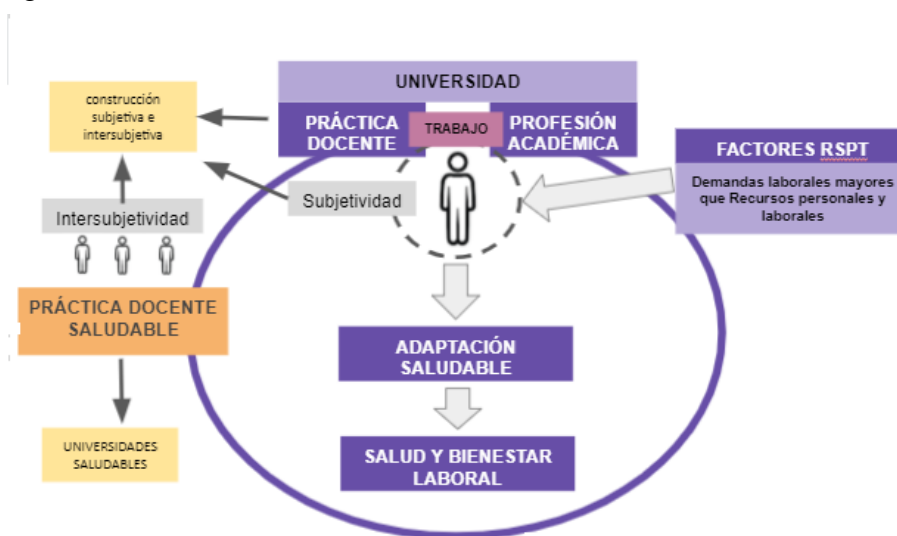 UNIVERSIDAD
construcción
subjetiva e
intersubjetiva
PRÁCTICA
DOCENTE
TRABAJO
PROFESIÓN
ACADÉMICA
FACTORES RSPT
Demandas laborales mayores
que Recursos personales y
laborales
Subjetividad
Intersubjetividad
PRÁCTICA DOCENTE
SALUDABLE
ADAPTACIÓN
SALUDABLE
UNIVERSIDADES
SALUDABLES
SALUD Y BIENESTAR
LABORAL